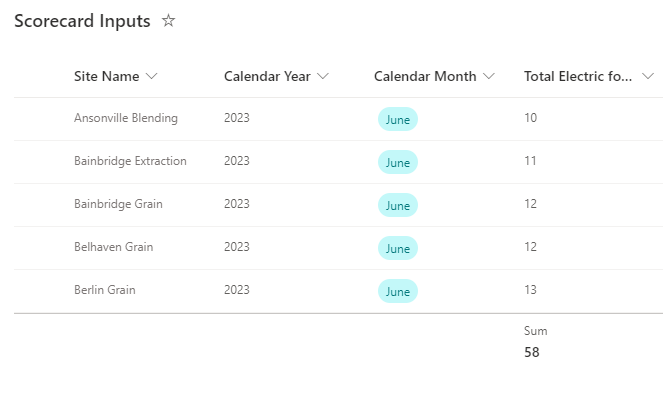 Scorecard Inputs
Site Name Calendar Year Calendar Month Total Electric fo...
Ansonville Blending 2023 June 10
Bainbridge Extraction 2023 June 11
Bainbridge Grain 2023 June 12
Belhaven Grain 2023 June 12
Berlin Grain 2023 June 13
Sum
58